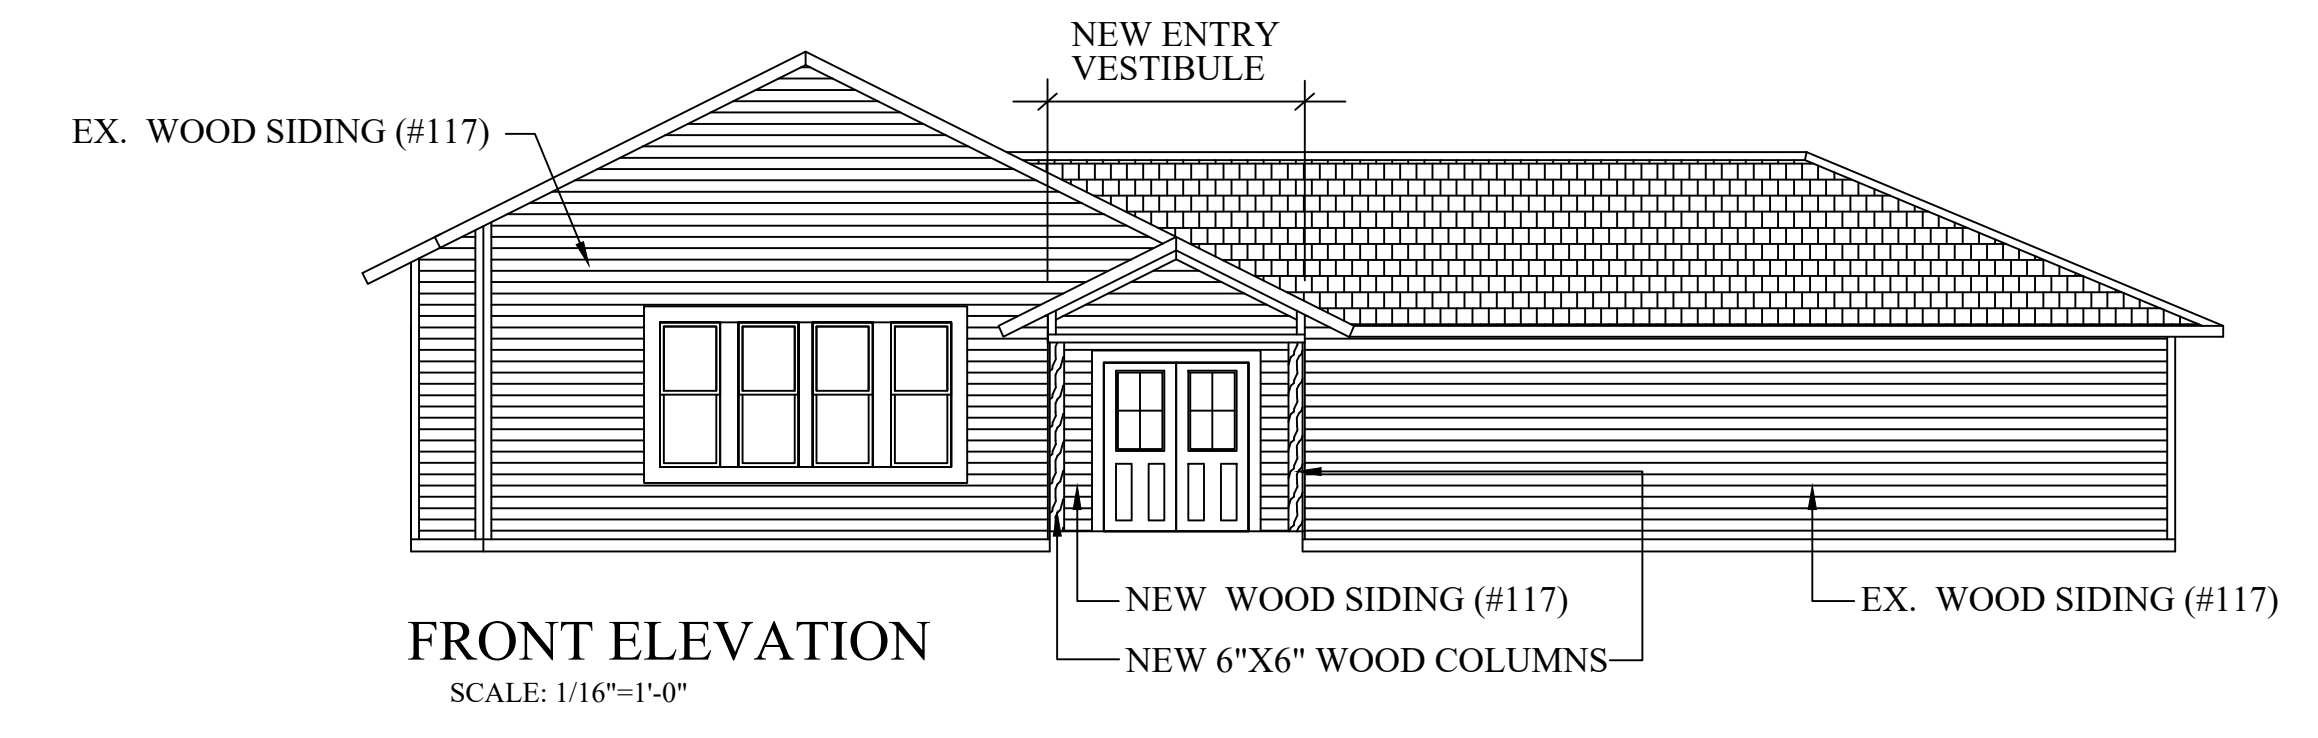 NEW ENTRY
VESTIBULE
EX. WOOD SIDING (#117)
NEW WOOD SIDING (#117)
EX. WOOD SIDING (#117)
NEW 6"X6" WOOD COLUMNS
FRONT ELEVATION
SCALE: 1/16"=1'-0"